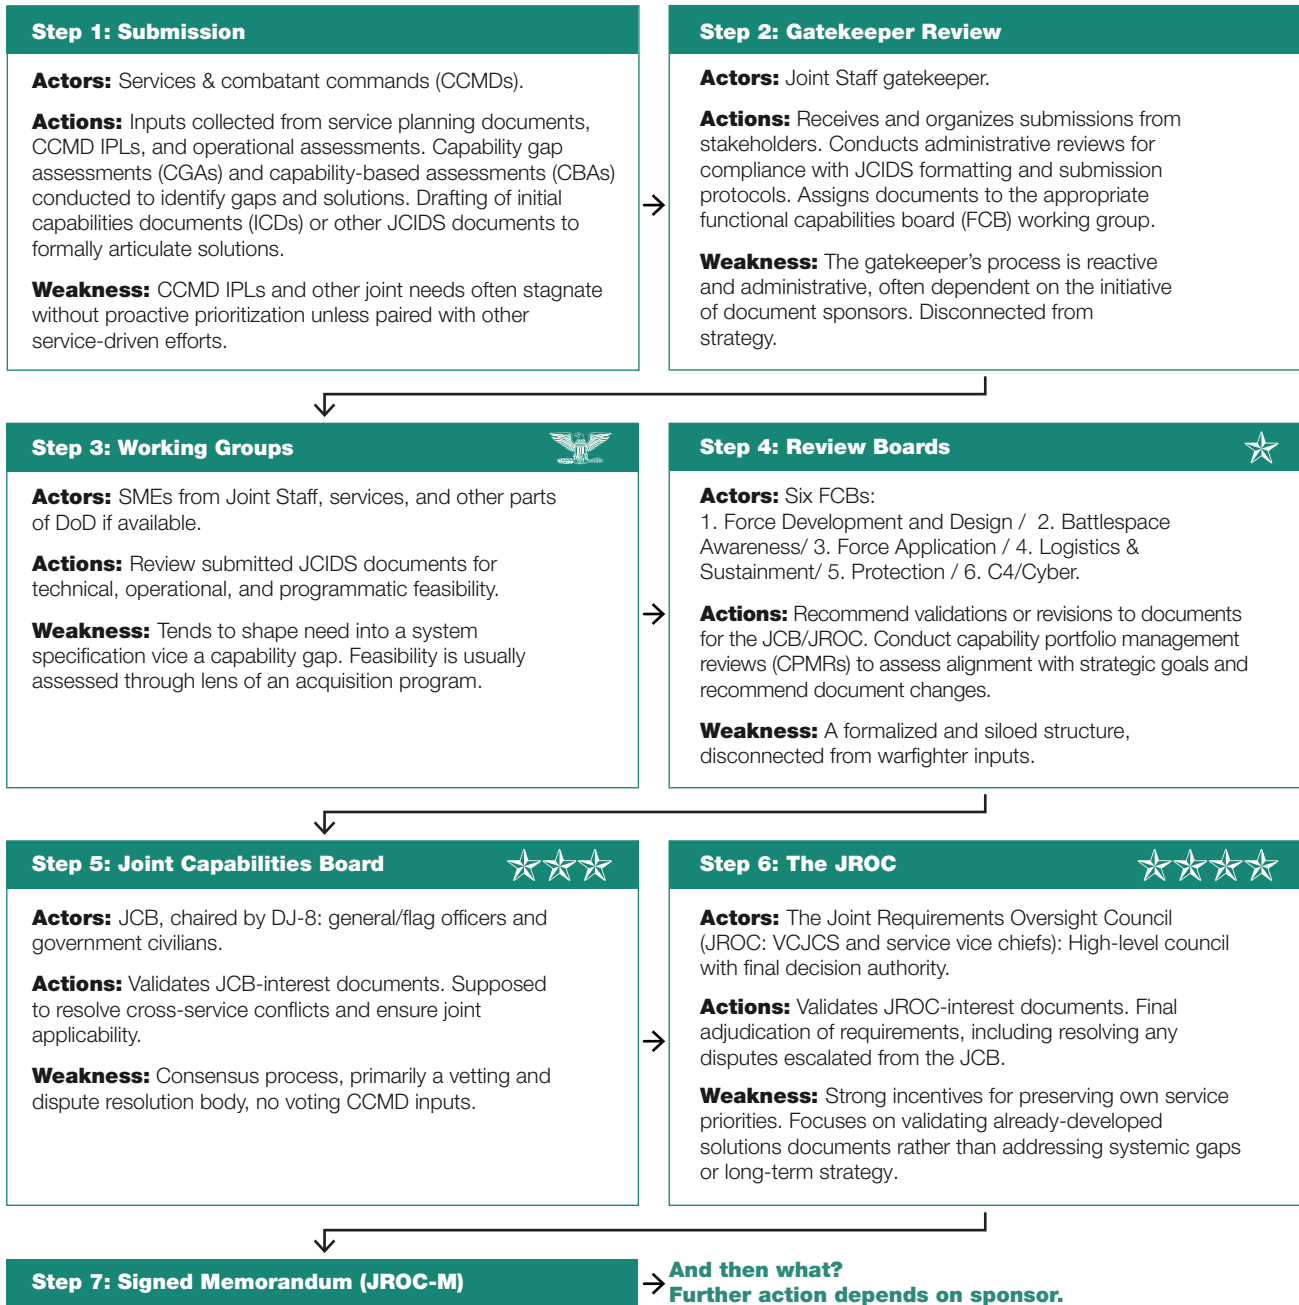 Step 1: Submission
Actors: Services & combatant commands (CCMDs).
Actions: Inputs collected from service planning documents,
CCMD IPLs, and operational assessments. Capability gap
assessments (CGAs) and capability-based assessments (CBAs)
conducted to identify gaps and solutions. Drafting of initial
capabilities documents (ICDs) or other JCIDS documents to
formally articulate solutions.
Weakness: CCMD IPLs and other joint needs often stagnate
without proactive prioritization unless paired with other
service-driven efforts.
Step 2: Gatekeeper Review
Actors: Joint Staff gatekeeper.
Actions: Receives and organizes submissions from
stakeholders. Conducts administrative reviews for
compliance with JCIDS formatting and submission
protocols. Assigns documents to the appropriate
functional capabilities board (FCB) working group.
Weakness: The gatekeeper's process is reactive
and administrative, often dependent on the initiative
of document sponsors. Disconnected from
strategy.
Step 3: Working Groups
Actors: SMEs from Joint Staff, services, and other parts
of DoD if available.
Actions: Review submitted JCIDS documents for
technical, operational, and programmatic feasibility.
Weakness: Tends to shape need into a system
specification vice a capability gap. Feasibility is usually
assessed through lens of an acquisition program.
Step 4: Review Boards
Actors: Six FCBs:
1. Force Development and Design / 2. Battlespace
Awareness/ 3. Force Application / 4. Logistics &
Sustainment/ 5. Protection / 6. C4/Cyber.
Actions: Recommend validations or revisions to documents
for the JCB/JROC. Conduct capability portfolio management
reviews (CPMRs) to assess alignment with strategic goals and
recommend document changes.
Weakness: A formalized and siloed structure,
disconnected from warfighter inputs.
Step 5: Joint Capabilities Board
Actors: JCB, chaired by DJ-8: general/flag officers and
government civilians.
Actions: Validates JCB-interest documents. Supposed
to resolve cross-service conflicts and ensure joint
applicability.
Weakness: Consensus process, primarily a vetting and
dispute resolution body, no voting CCMD inputs.
Step 6: The JROC
Actors: The Joint Requirements Oversight Council
(JROC: VCJCS and service vice chiefs): High-level council
with final decision authority.
Actions: Validates JROC-interest documents. Final
adjudication of requirements, including resolving any
disputes escalated from the JCB.
Weakness: Strong incentives for preserving own service
priorities. Focuses on validating already-developed
solutions documents rather than addressing systemic gaps
or long-term strategy.
Step 7: Signed Memorandum (JROC-M)
And then what?
Further action depends on sponsor.